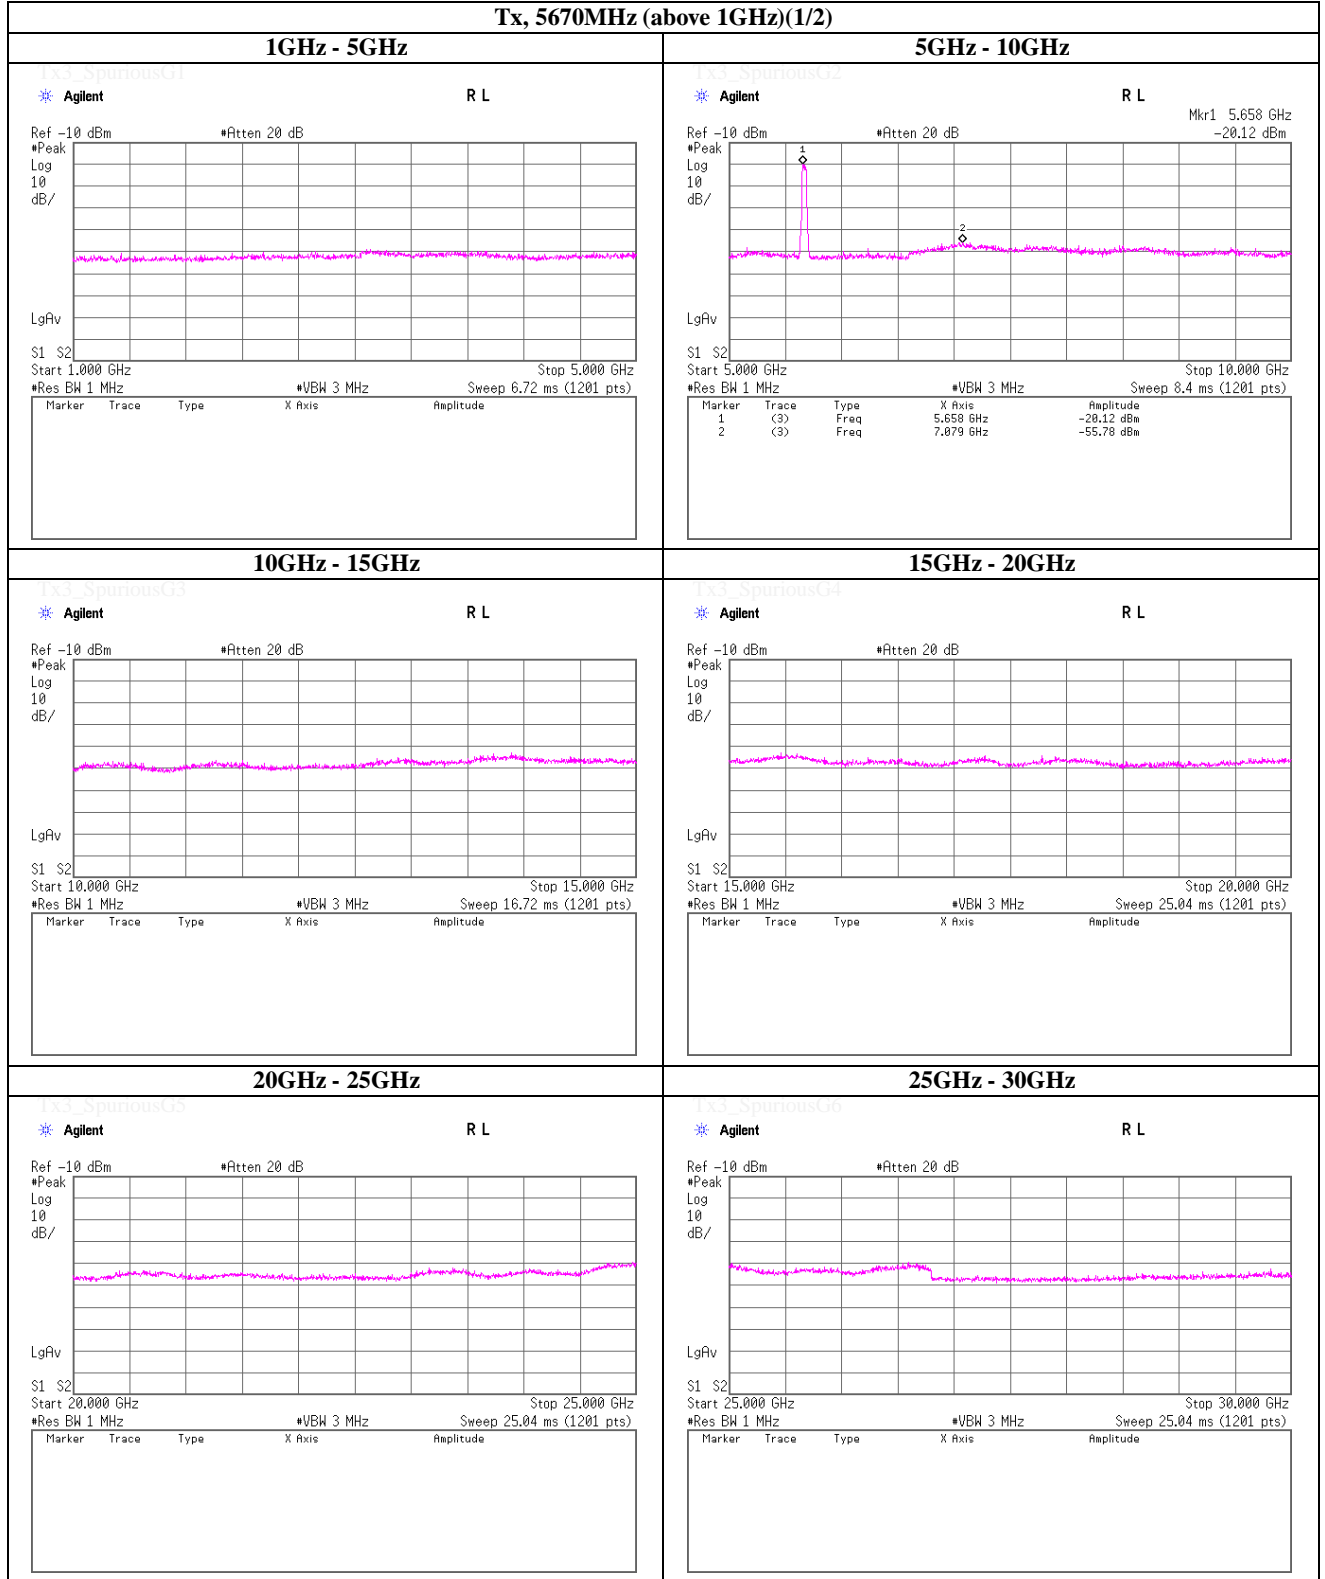 Tx, 5670MHz (above 1GHz)(1/2)
1GHz - 5GHz
Tx3_SpuriousG1
Agilent R L
Ref -10 dBm #Atten 20 dB
#Peak
Log
10
dB/
LgAv
S1 S2
Start 1.000 GHz Stop 5.000 GHz
#Res BW 1 MHz #VBW 3 MHz Sweep 6.72 ms (1201 pts)
Marker Trace Type X Axis Amplitude
5GHz - 10GHz
Tx3_SpuriousG2
Agilent R L
Mkr1 5.658 GHz
Ref -10 dBm #Atten 20 dB -20.12 dBm
#Peak
Log
10
dB/
1
2
LgAv
S1 S2
Start 5.000 GHz Stop 10.000 GHz
#Res BW 1 MHz #VBW 3 MHz Sweep 8.4 ms (1201 pts)
Marker Trace Type X Axis Amplitude
1 (3) Freq 5.658 GHz -20.12 dBm
2 (3) Freq 7.079 GHz -55.78 dBm
10GHz - 15GHz
Tx3_SpuriousG3
Agilent R L
Ref -10 dBm #Atten 20 dB
#Peak
Log
10
dB/
LgAv
S1 S2
Start 10.000 GHz Stop 15.000 GHz
#Res BW 1 MHz #VBW 3 MHz Sweep 16.72 ms (1201 pts)
Marker Trace Type X Axis Amplitude
15GHz - 20GHz
Tx3_SpuriousG4
Agilent R L
Ref -10 dBm #Atten 20 dB
#Peak
Log
10
dB/
LgAv
S1 S2
Start 15.000 GHz Stop 20.000 GHz
#Res BW 1 MHz #VBW 3 MHz Sweep 25.04 ms (1201 pts)
Marker Trace Type X Axis Amplitude
20GHz - 25GHz
Tx3_SpuriousG5
Agilent R L
Ref -10 dBm #Atten 20 dB
#Peak
Log
10
dB/
LgAv
S1 S2
Start 20.000 GHz Stop 25.000 GHz
#Res BW 1 MHz #VBW 3 MHz Sweep 25.04 ms (1201 pts)
Marker Trace Type X Axis Amplitude
25GHz - 30GHz
Tx3_SpuriousG6
Agilent R L
Ref -10 dBm #Atten 20 dB
#Peak
Log
10
dB/
LgAv
S1 S2
Start 25.000 GHz Stop 30.000 GHz
#Res BW 1 MHz #VBW 3 MHz Sweep 25.04 ms (1201 pts)
Marker Trace Type X Axis Amplitude